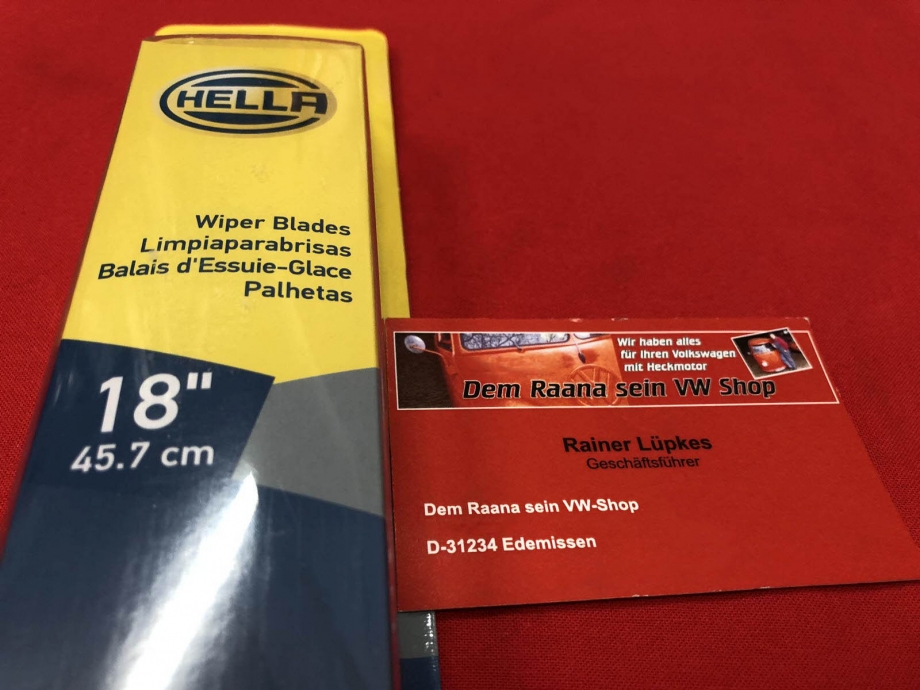 HELLA
Wiper Blades
Limpiaparabrisas
Balais d'Essuie-Glace
Palhetas
18"
45.7 cm
Wir haben alles
für Ihren Volkswagen
mit Heckmotor
Dem Raana sein VW Shop
Rainer Lüpkes
Geschäftsführer
Dem Raana sein VW-Shop
D-31234 Edemissen